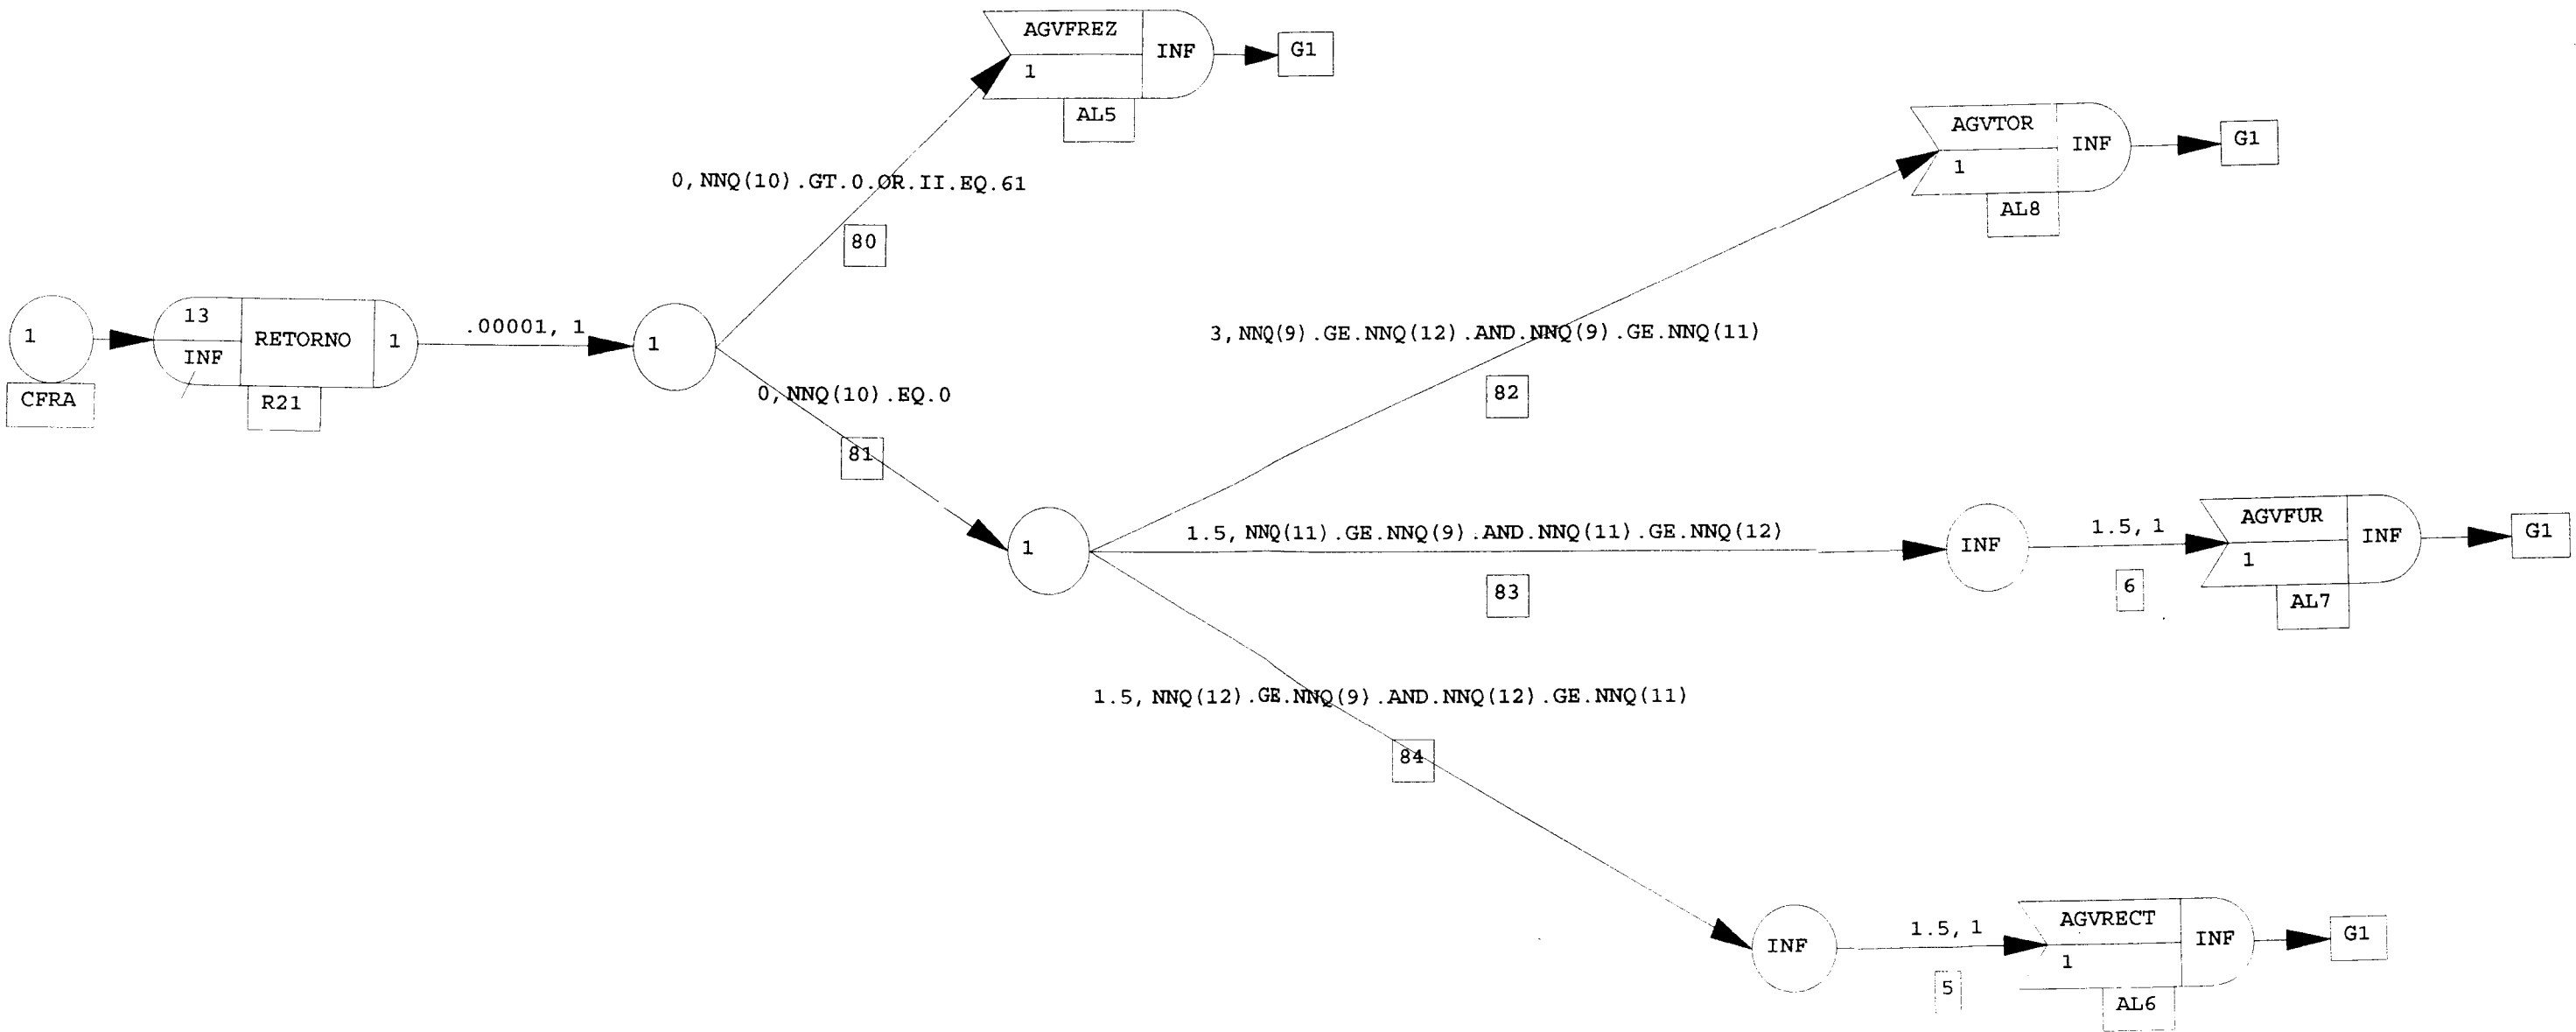 AGVFREZ
INF
1
G1
AL5
AGVTOR
INF
1
G1
AL8
0,NNQ(10).GT.0.OR.II.EQ.61
80
1
CFRA
13
INF
RETORNO
1
R21
.00001, 1
1
3,NNQ(9).GE.NNQ(12).AND.NNQ(9).GE.NNQ(11)
82
0,NNQ(10).EQ.0
81
1
1.5,NNQ(11).GE.NNQ(9).AND.NNQ(11).GE.NNQ(12)
83
INF
1.5,1
6
AGVFUR
INF
1
G1
AL7
1.5,NNQ(12).GE.NNQ(9).AND.NNQ(12).GE.NNQ(11)
84
INF
1.5,1
5
AGVRECT
INF
1
G1
AL6